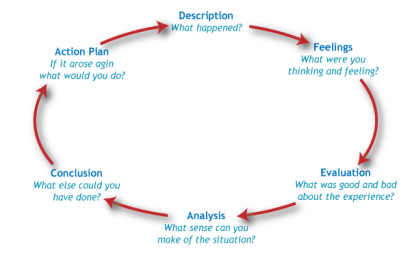 Description
What happened?
Feelings
What were you
thinking and feeling?
Evaluation
What was good and bad
about the experience?
Analysis
What sense can you
make of the situation?
Conclusion
What else could you
have done?
Action Plan
If it arose agin
what would you do?